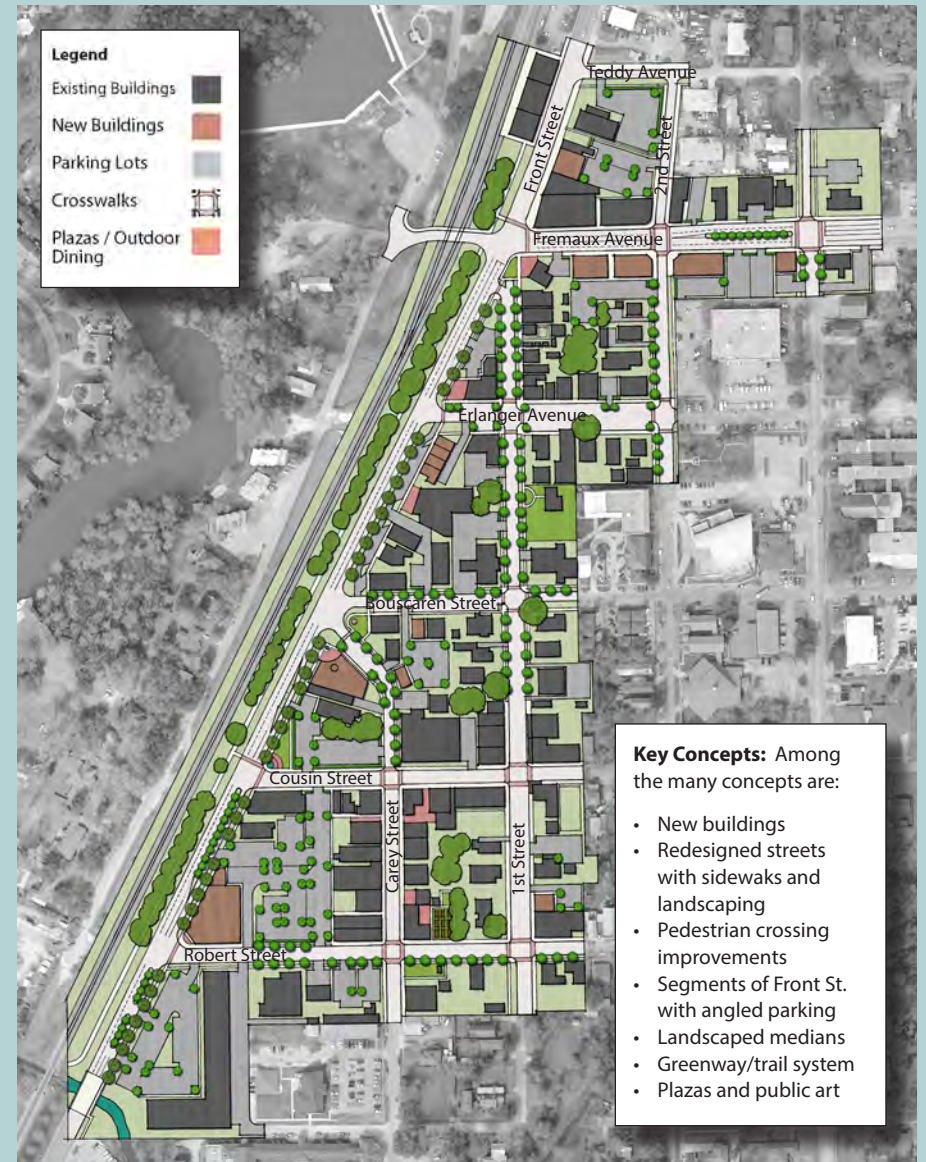 Legend
Existing Buildings
New Buildings
Parking Lots
Crosswalks
Plazas / Outdoor
Dining
Teddy Avenue
Front Street
2nd Street
Fremaux Avenue
Erlanger Avenue
Bouscaren Street
Cousin Street
Carey Street
1st Street
Robert Street
Key Concepts: Among
the many concepts are:
• New buildings
• Redesigned streets
with sidewaks and
landscaping
• Pedestrian crossing
improvements
• Segments of Front St.
with angled parking
• Landscaped medians
• Greenway/trail system
• Plazas and public art